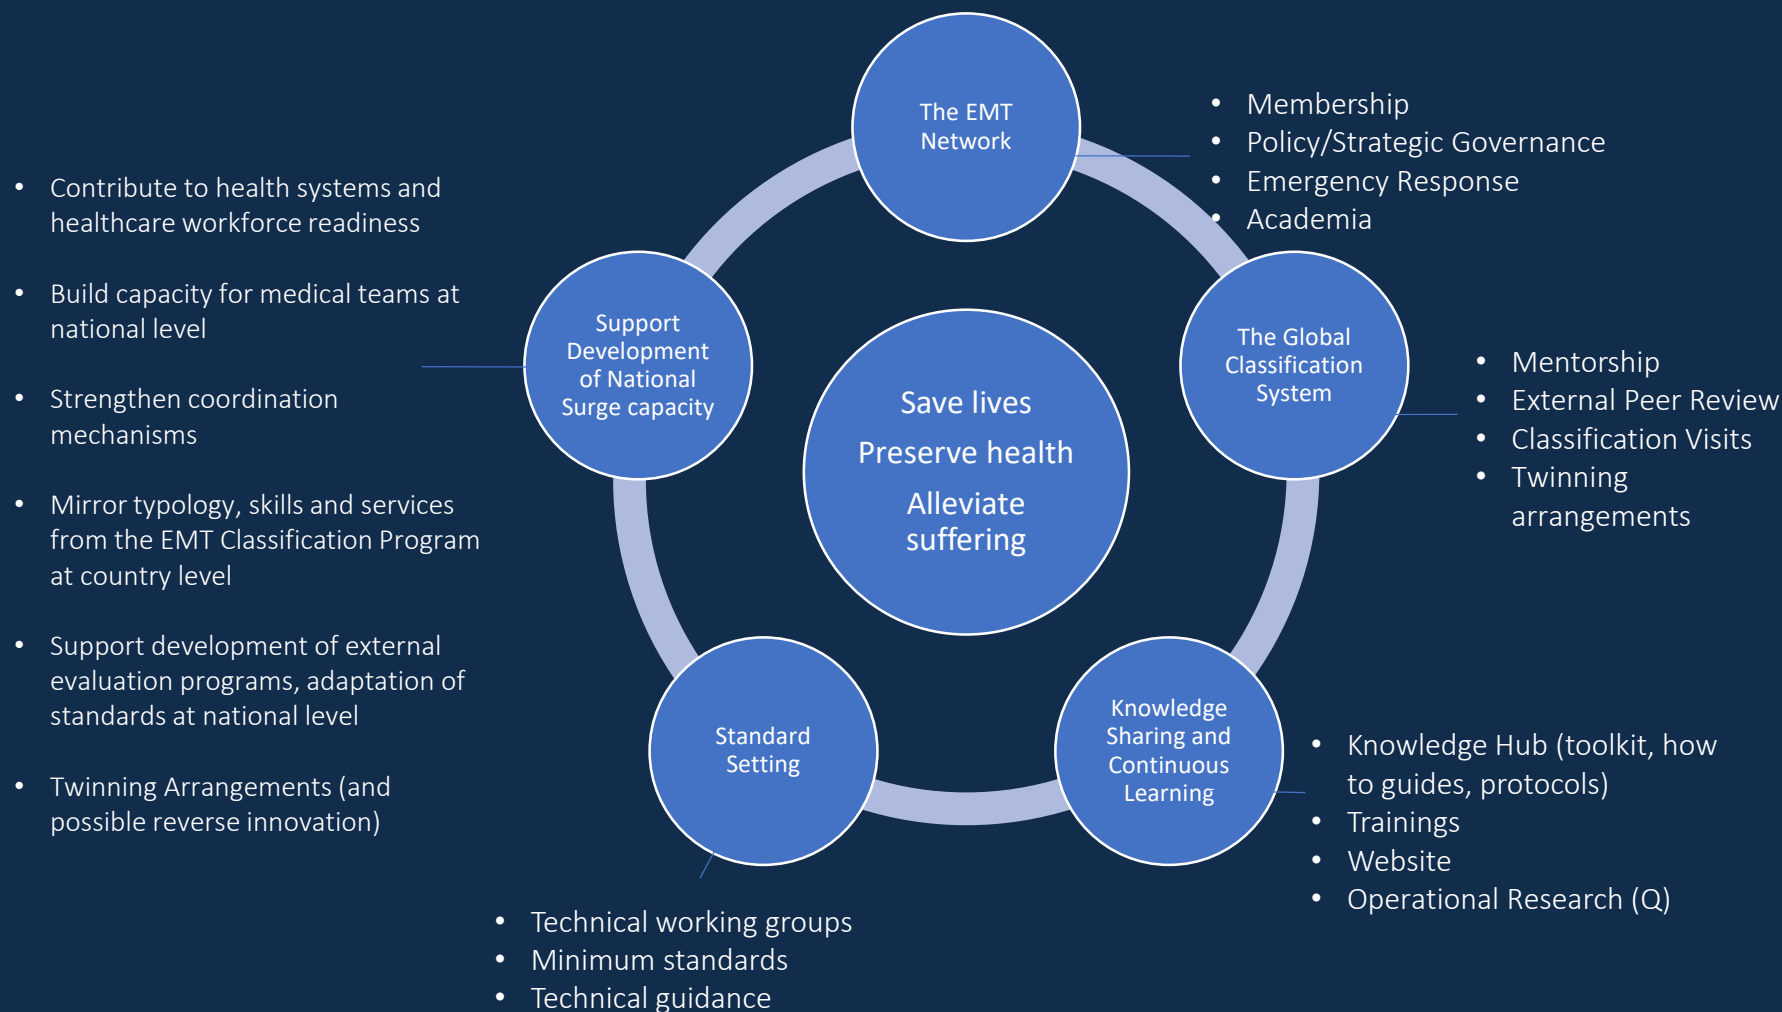 The EMT
Network
• Membership
• Policy/Strategic Governance
• Emergency Response
• Academia
The Global
Classification
System
• Mentorship
• External Peer Review
• Classification Visits
• Twinning
arrangements
Knowledge
Sharing and
Continuous
Learning
• Knowledge Hub (toolkit, how
to guides, protocols)
• Trainings
• Website
• Operational Research (Q)
Standard
Setting
• Technical working groups
• Minimum standards
• Technical guidance
Support
Development
of National
Surge capacity
• Contribute to health systems and
healthcare workforce readiness
• Build capacity for medical teams at
national level
• Strengthen coordination
mechanisms
• Mirror typology, skills and services
from the EMT Classification Program
at country level
• Support development of external
evaluation programs, adaptation of
standards at national level
• Twinning Arrangements (and
possible reverse innovation)
Save lives
Preserve health
Alleviate
suffering